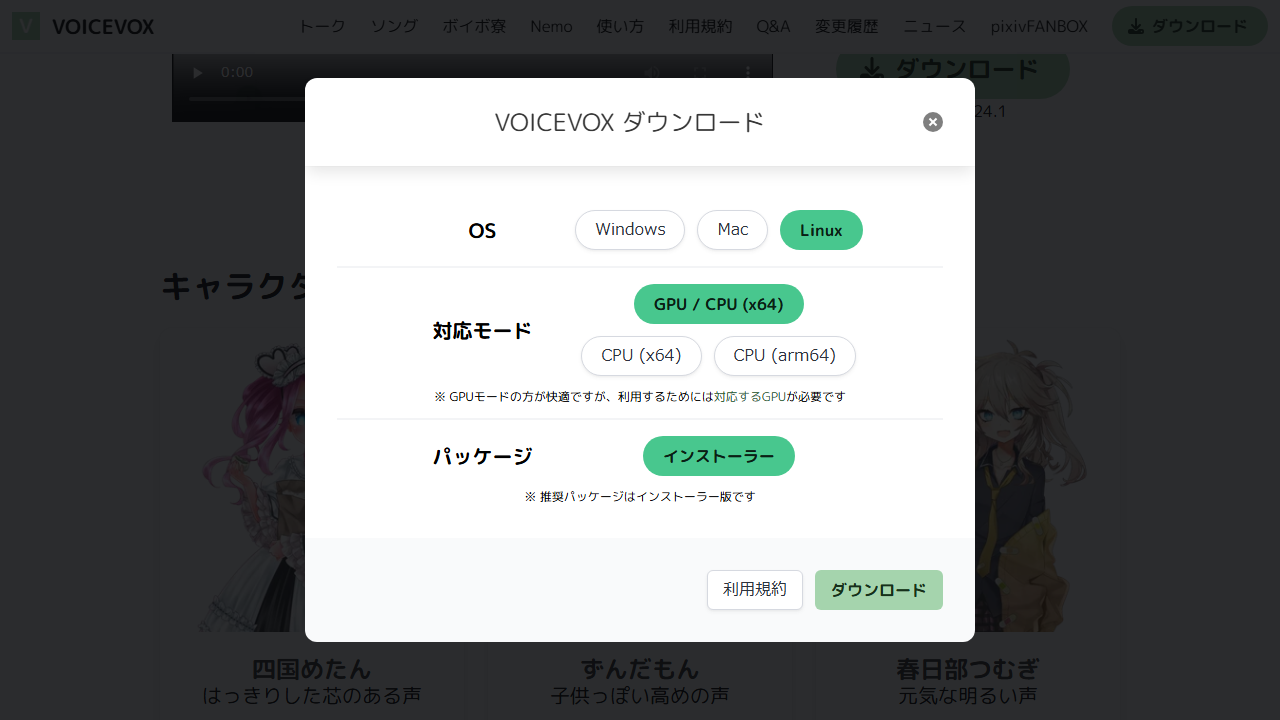 VOICEVOX トーク ソング ボイボ寮 Nemo 使い方 利用規約 Q&A 変更履歴 ニュース pixivFANBOX ダウンロード
0:00
ダウンロード
24.1
VOICEVOX ダウンロード
OS Windows Mac Linux
キャラクタ
対応モード GPU / CPU (x64)
CPU (x64) CPU (arm64)
※ GPUモードの方が快適ですが、利用するためには対応するGPUが必要です
パッケージ インストーラー
※ 推奨パッケージはインストーラー版です
利用規約 ダウンロード
四国めたん ずんだもん 春日部つむぎ
はっきりした芯のある声 子供っぽい高めの声 元気な明るい声